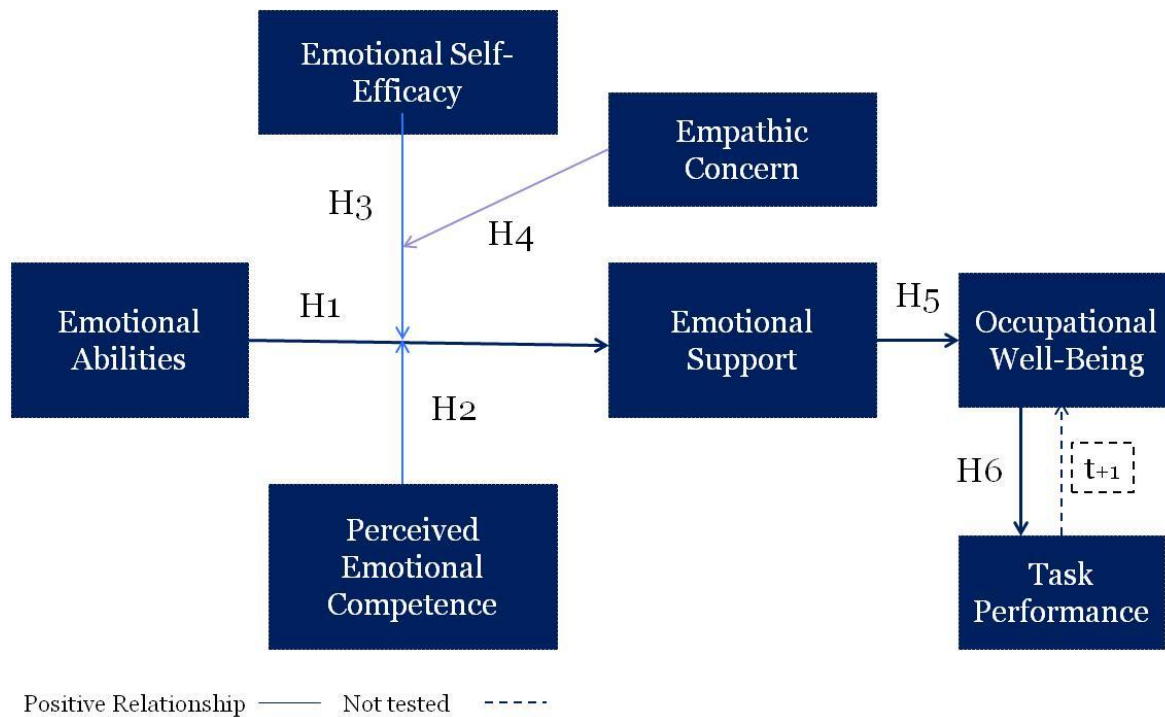 Emotional Self-
Efficacy
Empathic
Concern
H3
H4
Emotional
Abilities
H1
Emotional
Support
H5
Occupational
Well-Being
H2
H6
t+1
Perceived
Emotional
Competence
Task
Performance
Positive Relationship
Not tested